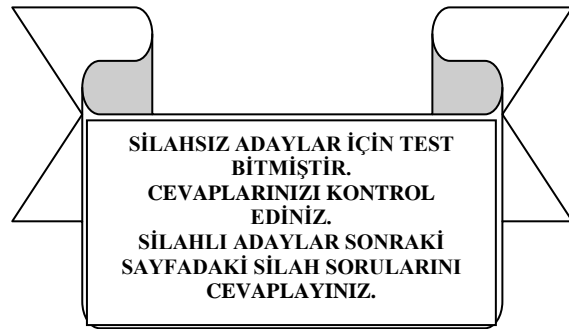 SİLAHSIZ ADAYLAR İÇİN TEST
BİTMİŞTİR.
CEVAPLARINIZI KONTROL
EDİNİZ.
SİLAHLI ADAYLAR SONRAKİ
SAYFADAKİ SİLAH SORULARINI
CEVAPLAYINIZ.